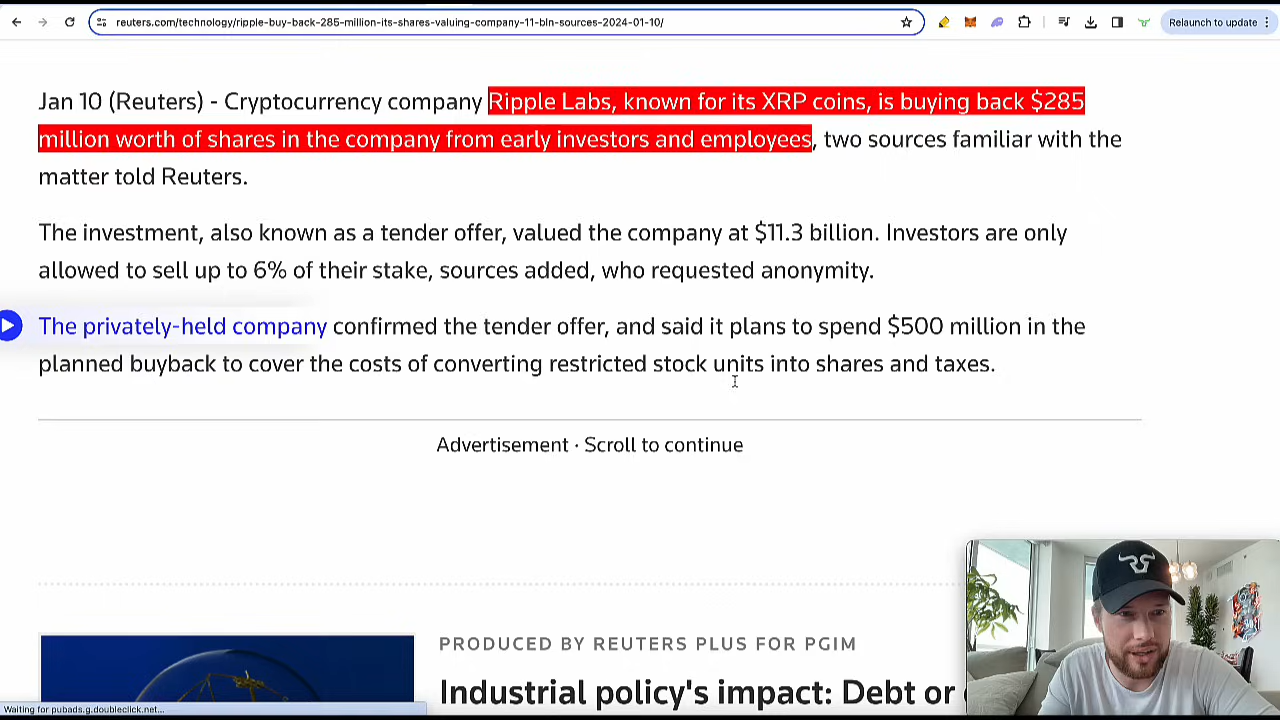 reuters.com/technology/ripple-buy-back-285-million-its-shares-valuing-company-11-bln-sources-2024-01-10/
Relaunch to update
Jan 10 (Reuters) - Cryptocurrency company Ripple Labs, known for its XRP coins, is buying back $285
million worth of shares in the company from early investors and employees, two sources familiar with the
matter told Reuters.
The investment, also known as a tender offer, valued the company at $11.3 billion. Investors are only
allowed to sell up to 6% of their stake, sources added, who requested anonymity.
The privately-held company confirmed the tender offer, and said it plans to spend $500 million in the
planned buyback to cover the costs of converting restricted stock units into shares and taxes.
Advertisement · Scroll to continue
PRODUCED BY REUTERS PLUS FOR PGIM
Industrial policy's impact: Debt or
Waiting for pubads.g.doubleclick.net...